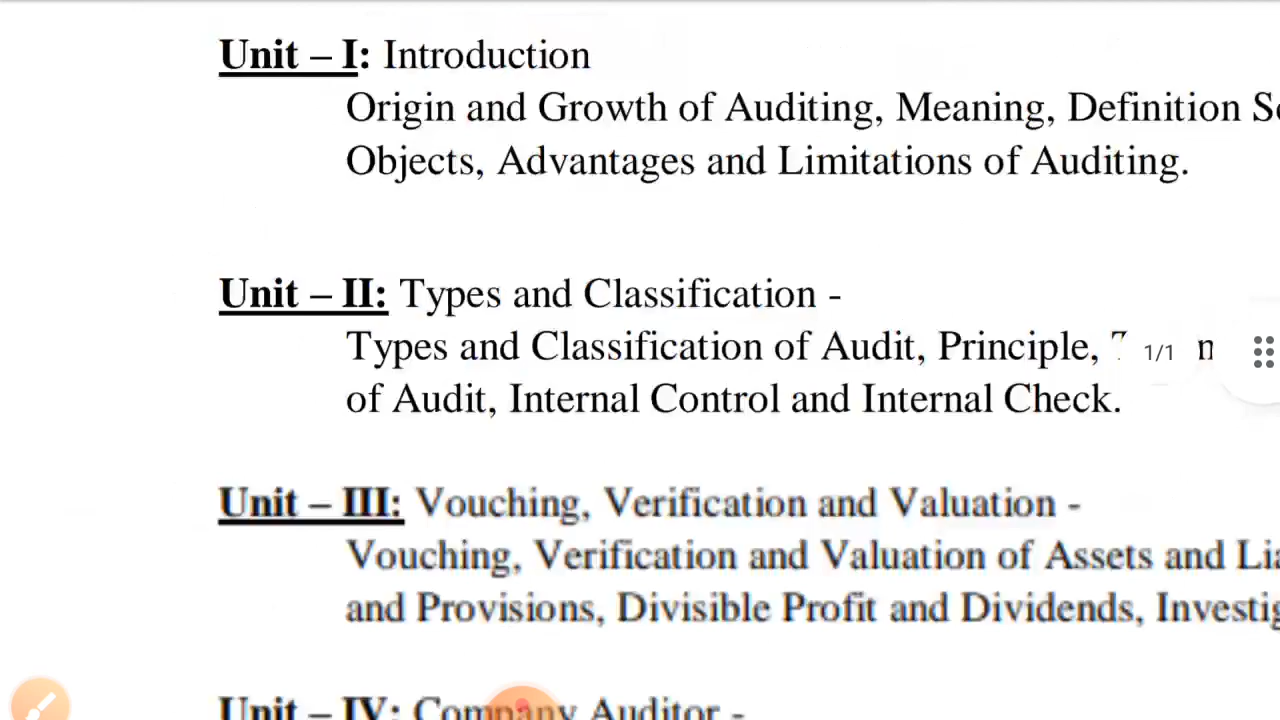 Unit – I: Introduction
Origin and Growth of Auditing, Meaning, Definition
Objects, Advantages and Limitations of Auditing.
Unit – II: Types and Classification -
Types and Classification of Audit, Principle,
1/1
of Audit, Internal Control and Internal Check.
Unit – III: Vouching, Verification and Valuation -
Vouching, Verification and Valuation of Assets and
and Provisions, Divisible Profit and Dividends,
Unit – IV: Company Auditor -